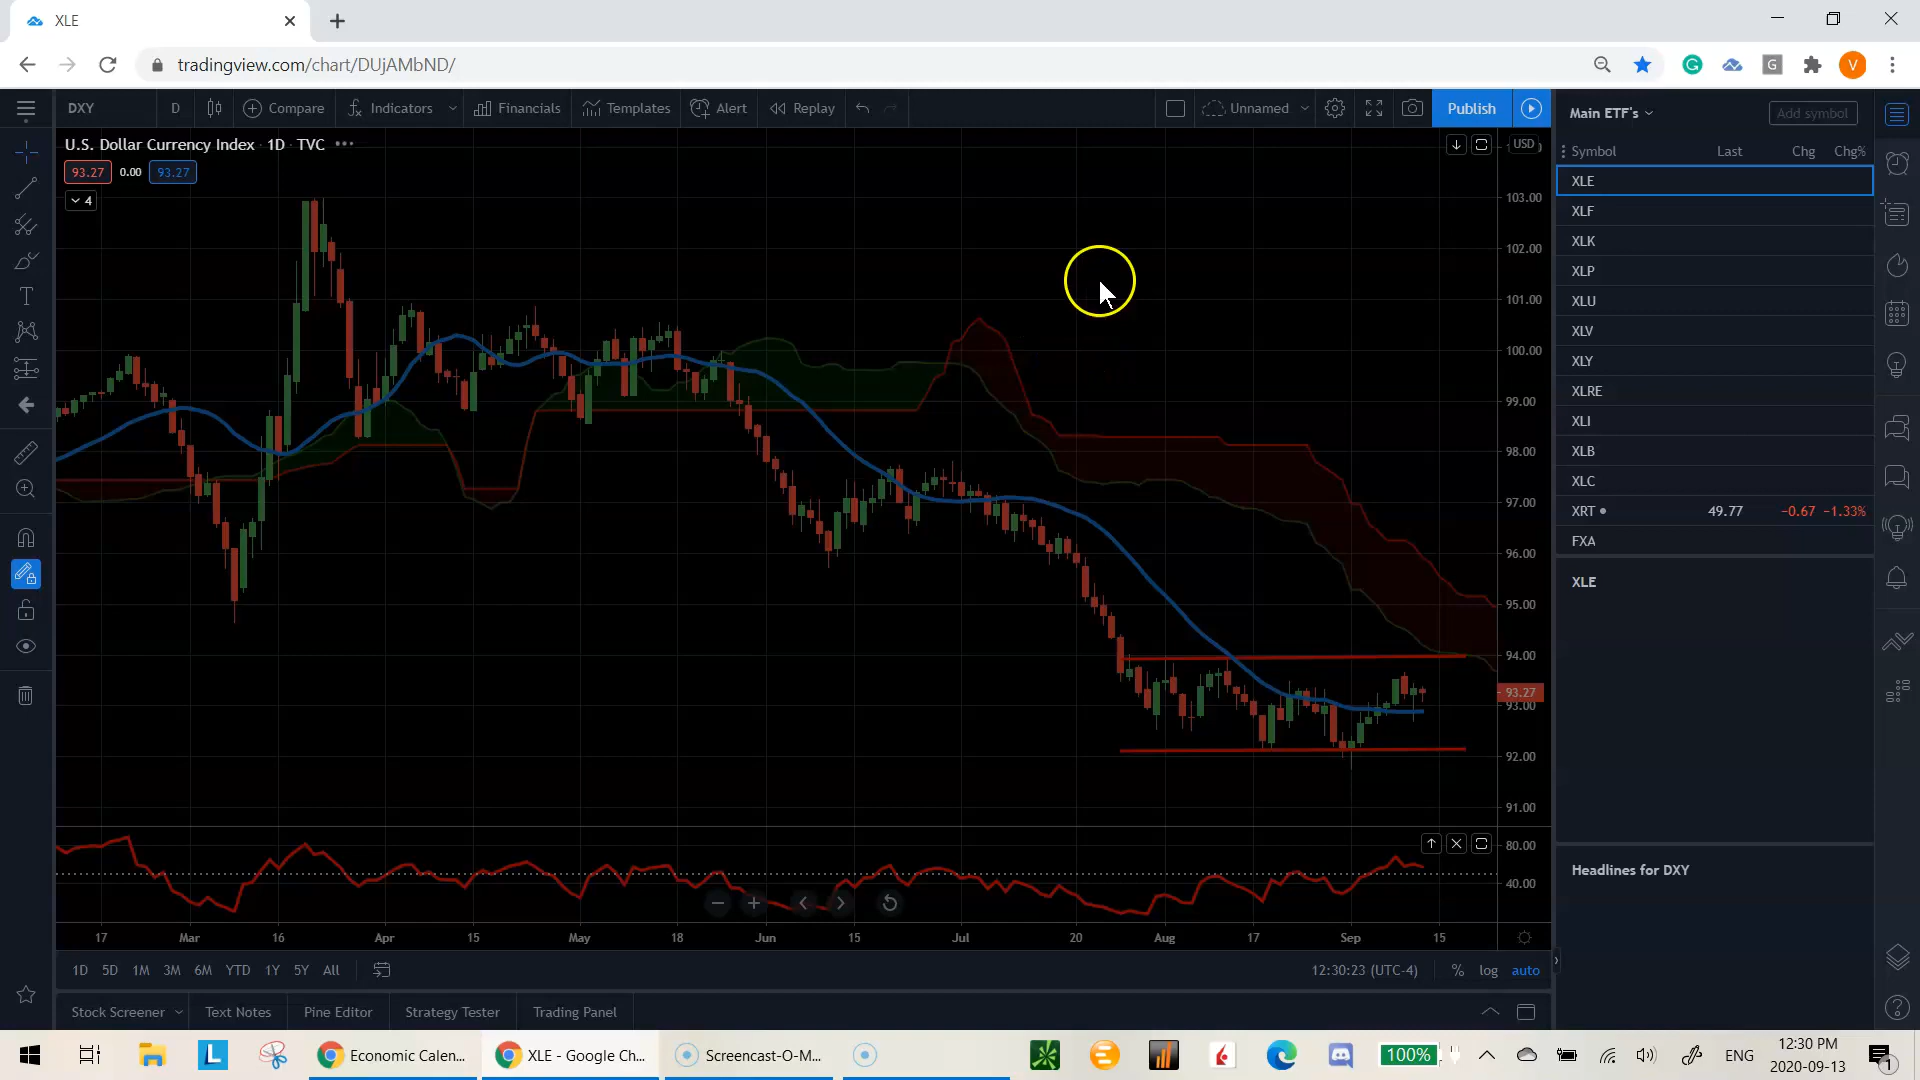 XLE
tradingview.com/chart/DUjAMbND/
G
V
DXY D Compare Indicators Financials Templates Alert Replay Unnamed Publish
Main ETF's Add symbol
U.S. Dollar Currency Index · 1D · TVC
USD
93.27 0.00 93.27
4
Symbol Last Chg Chg%
XLE
XLF
XLK
XLP
XLU
XLV
XLY
XLRE
XLI
XLB
XLC
XRT 49.77 -0.67 -1.33%
FXA
XLE
Headlines for DXY
103.00
102.00
101.00
100.00
99.00
98.00
97.00
96.00
95.00
94.00
93.27
93.00
92.00
91.00
80.00
40.00
17 Mar 16 Apr 15 May 18 Jun 15 Jul 20 Aug 17 Sep 15
1D 5D 1M 3M 6M YTD 1Y 5Y All
12:30:23 (UTC-4) % log auto
Stock Screener Text Notes Pine Editor Strategy Tester Trading Panel
L
Economic Calen...
XLE - Google Ch...
Screencast-O-M...
100%
ENG
12:30 PM
2020-09-13
1